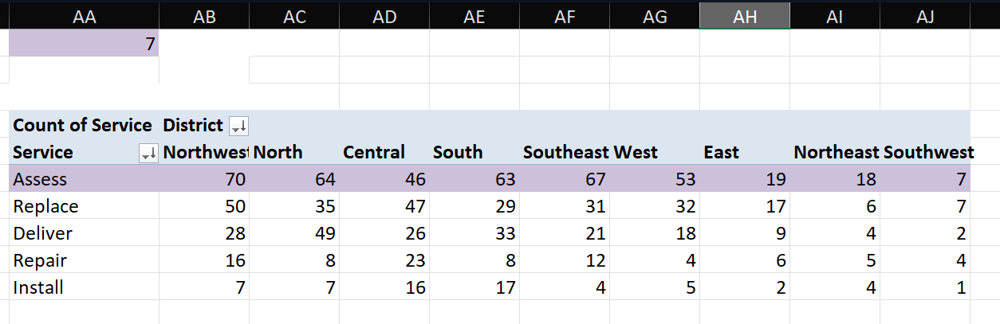 AA AB AC AD AE AF AG AH AI AJ
7
Count of Service District
Service Northwest North Central South Southeast West East Northeast Southwest
Assess 70 64 46 63 67 53 19 18 7
Replace 50 35 47 29 31 32 17 6 7
Deliver 28 49 26 33 21 18 9 4 2
Repair 16 8 23 8 12 4 6 5 4
Install 7 7 16 17 4 5 2 4 1